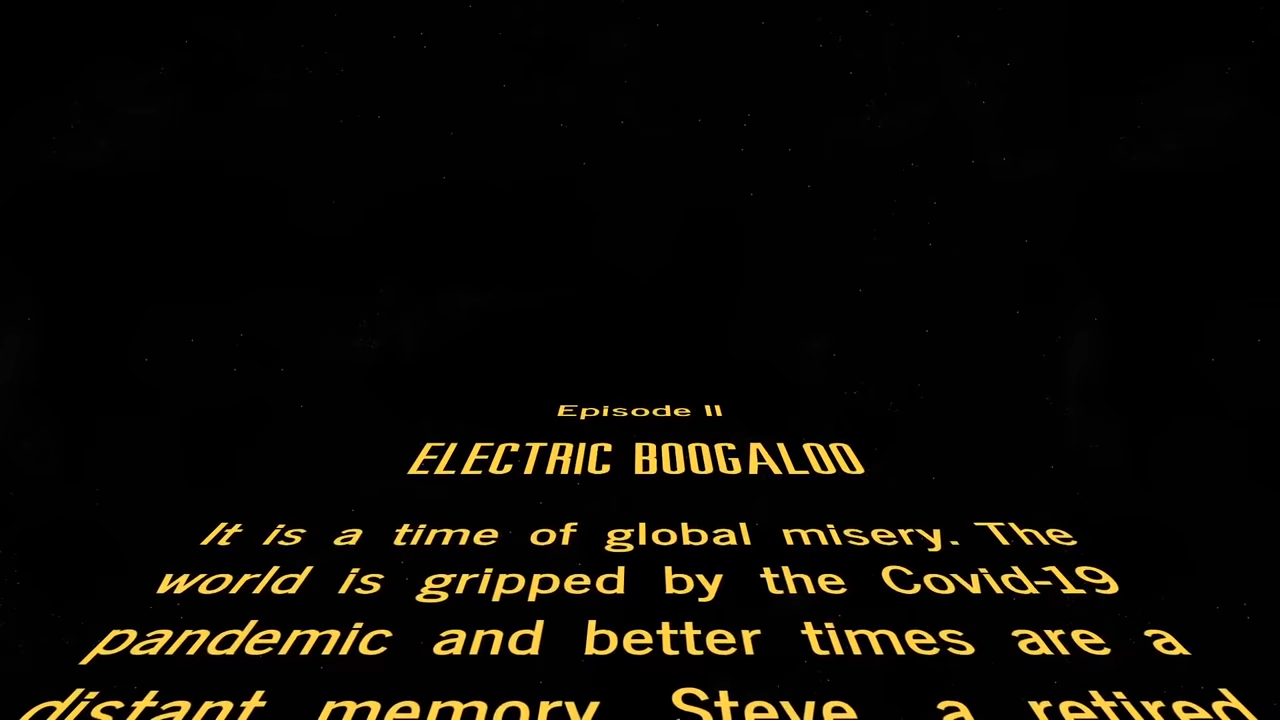 Episode II
ELECTRIC BOOGALOO
It is a time of global misery. The
world is gripped by the Covid-19
pandemic and better times are a
distant memory. Steve, a retired